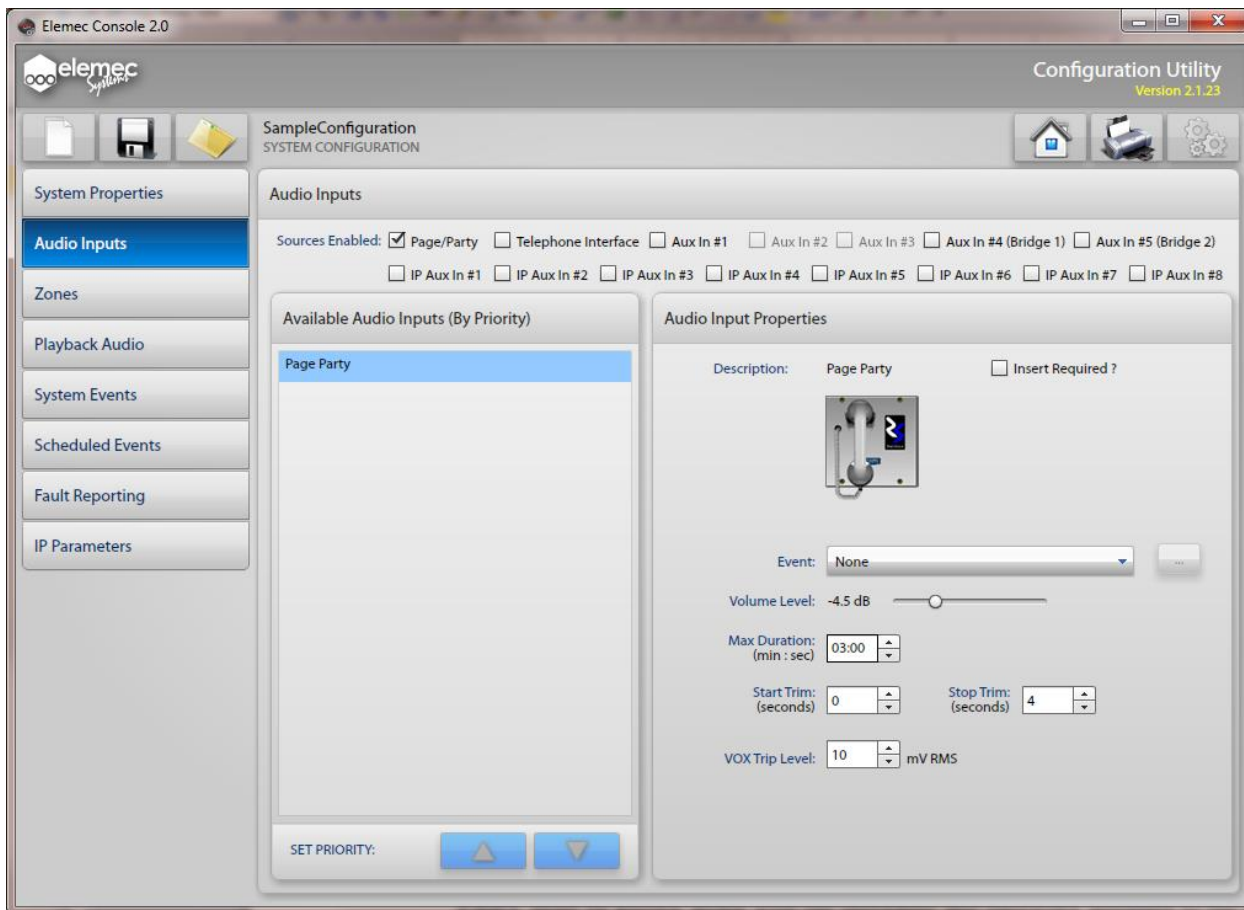 Elemec Console 2.0
elemec
Systems
Configuration Utility
Version 2.1.23
SampleConfiguration
SYSTEM CONFIGURATION
System Properties
Audio Inputs
Zones
Playback Audio
System Events
Scheduled Events
Fault Reporting
IP Parameters
Audio Inputs
Sources Enabled: Page/Party Telephone Interface Aux In #1 Aux In #2 Aux In #3 Aux In #4 (Bridge 1) Aux In #5 (Bridge 2)
IP Aux In #1 IP Aux In #2 IP Aux In #3 IP Aux In #4 IP Aux In #5 IP Aux In #6 IP Aux In #7 IP Aux In #8
Available Audio Inputs (By Priority)
Page Party
SET PRIORITY:
Audio Input Properties
Description: Page Party Insert Required ?
Event: None ...
Volume Level: -4.5 dB
Max Duration: 03:00
(min : sec)
Start Trim: 0 Stop Trim: 4
(seconds) (seconds)
VOX Trip Level: 10 mV RMS